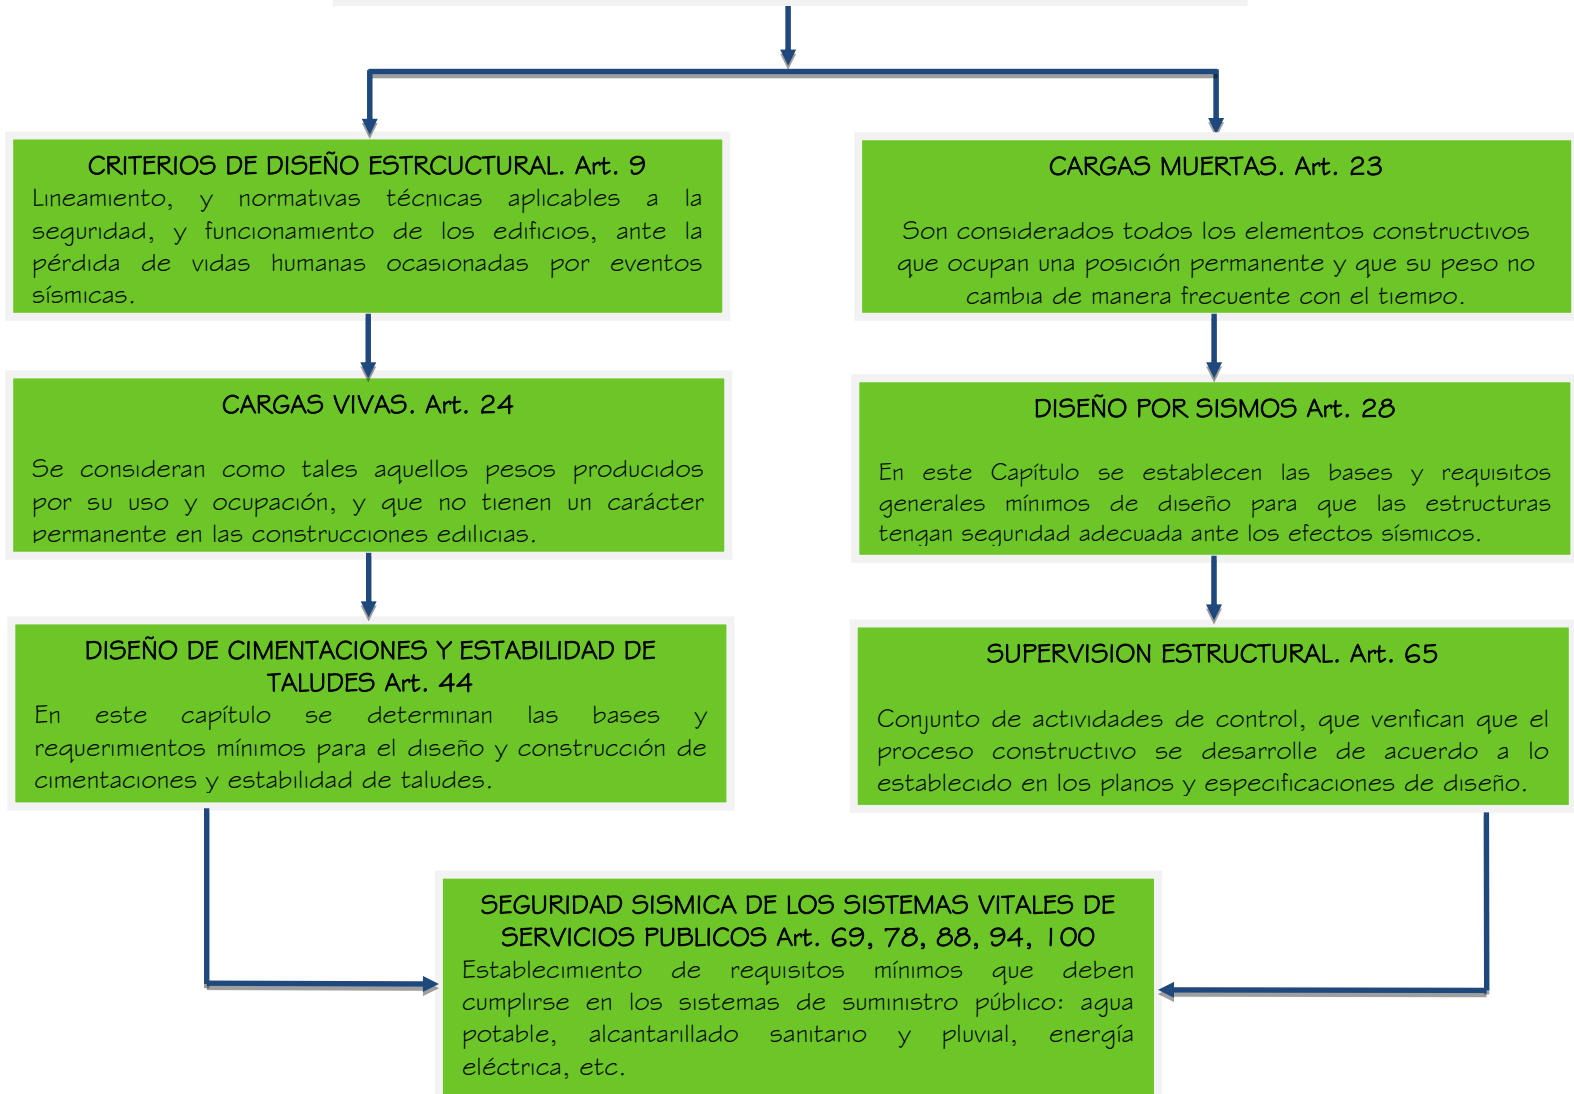 CRITERIOS DE DISEÑO ESTRCUCTURAL. Art. 9
Lineamiento, y normativas técnicas aplicables a la
seguridad, y funcionamiento de los edificios, ante la
pérdida de vidas humanas ocasionadas por eventos
sísmicas.
CARGAS MUERTAS. Art. 23
Son considerados todos los elementos constructivos
que ocupan una posición permanente y que su peso no
cambia de manera frecuente con el tiempo.
CARGAS VIVAS. Art. 24
Se consideran como tales aquellos pesos producidos
por su uso y ocupación, y que no tienen un carácter
permanente en las construcciones edilicias.
DISEÑO POR SISMOS Art. 28
En este Capítulo se establecen las bases y requisitos
generales mínimos de diseño para que las estructuras
tengan seguridad adecuada ante los efectos sísmicos.
DISEÑO DE CIMENTACIONES Y ESTABILIDAD DE
TALUDES Art. 44
En este capítulo se determinan las bases y
requerimientos mínimos para el diseño y construcción de
cimentaciones y estabilidad de taludes.
SUPERVISION ESTRUCTURAL. Art. 65
Conjunto de actividades de control, que verifican que el
proceso constructivo se desarrolle de acuerdo a lo
establecido en los planos y especificaciones de diseño.
SEGURIDAD SISMICA DE LOS SISTEMAS VITALES DE
SERVICIOS PUBLICOS Art. 69, 78, 88, 94, 100
Establecimiento de requisitos mínimos que deben
cumplirse en los sistemas de suministro público: agua
potable, alcantarillado sanitario y pluvial, energía
eléctrica, etc.